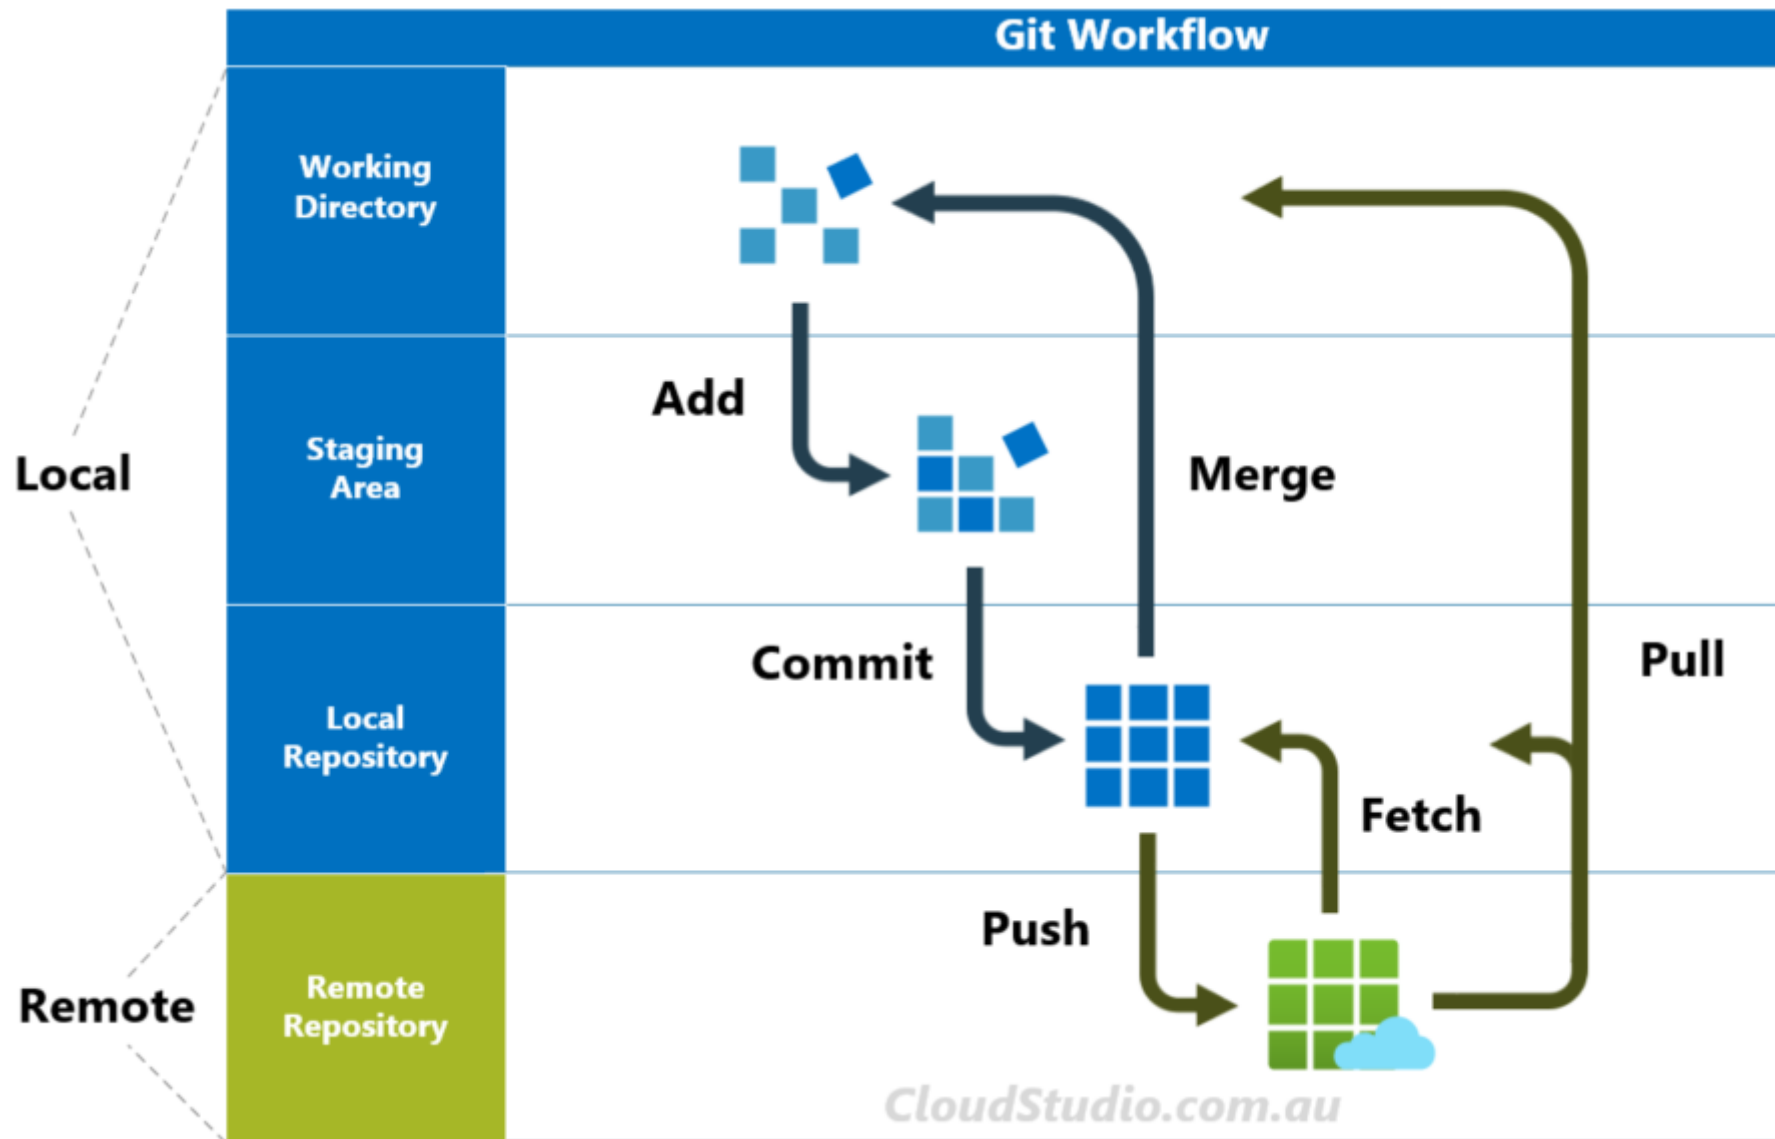 Git Workflow
Working
Directory
Add
Staging
Area
Local
Merge
Commit
Pull
Local
Repository
Fetch
Push
Remote
Remote
Repository
CloudStudio.com.au